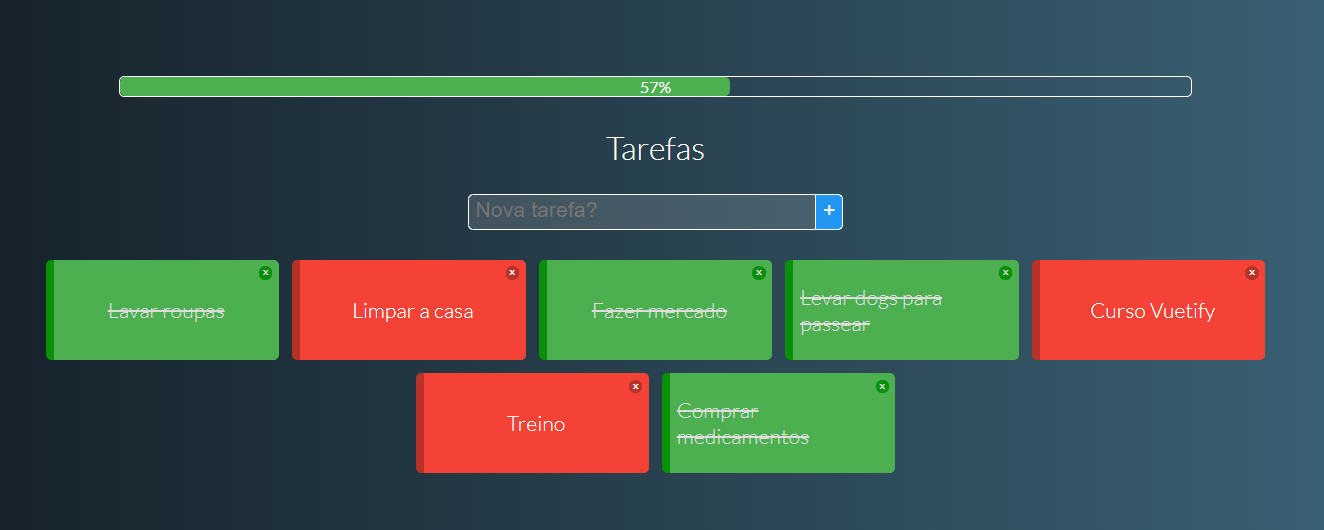 57%
Tarefas
Nova tarefa?
+
x
x
x
x
x
Lavar roupas
Limpar a casa
Fazer mercado
Levar dogs para
passear
Curso Vuetify
x
x
Treino
Comprar
medicamentos